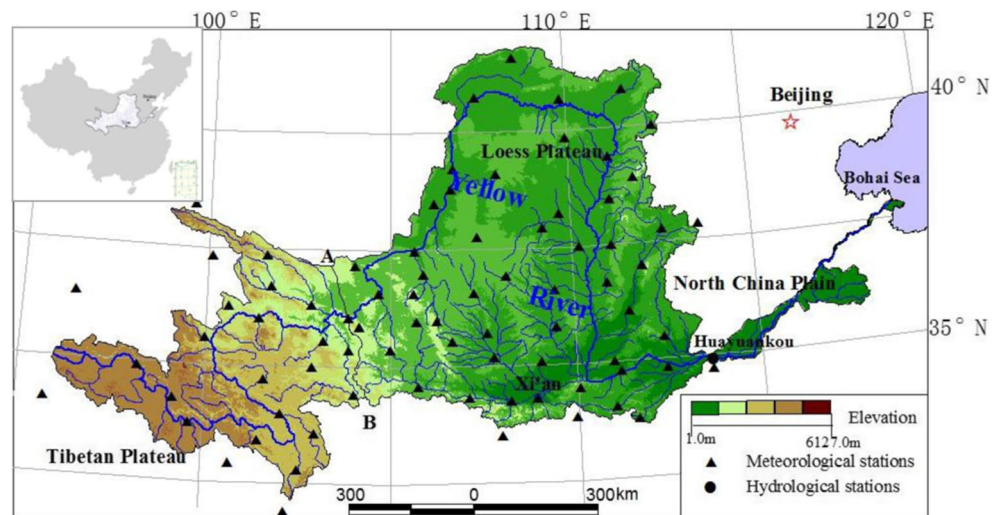 100° E
110° E
120° E
40° N
Beijing
Loess Plateau
Bohai Sea
Yellow
A
North China Plain
River
35° N
Huayuankou
Xi'an
B
Tibetan Plateau
Elevation
1.0m 6127.0m
Meteorological stations
Hydrological stations
300 0 300km